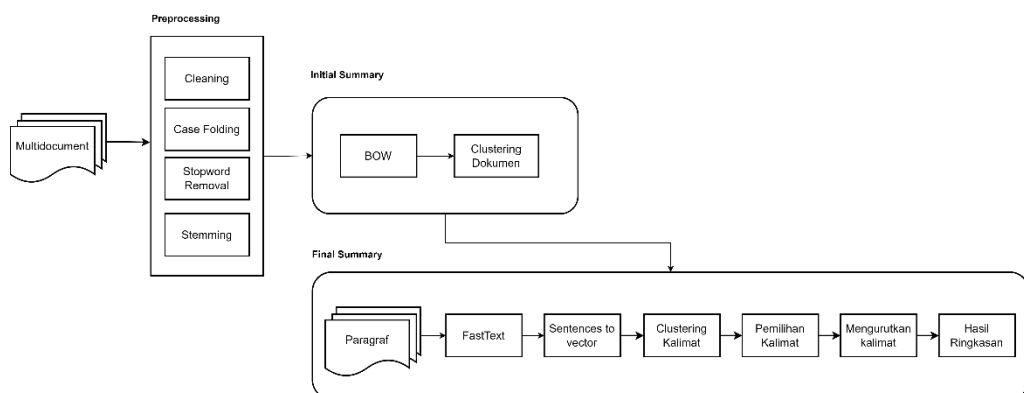 Preprocessing
Cleaning
Case Folding
Stopword
Removal
Stemming
Multidocument
Initial Summary
BOW
Clustering
Dokumen
Final Summary
Paragraf
FastText
Sentences to
vector
Clustering
Kalimat
Pemilihan
Kalimat
Mengurutkan
kalimat
Hasil
Ringkasan